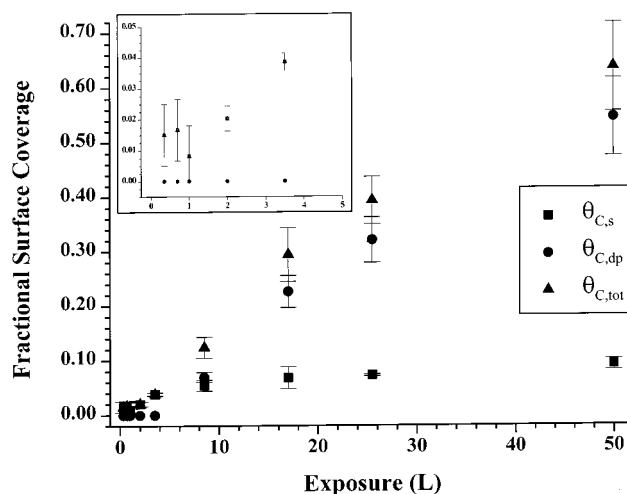 Fractional Surface Coverage
0.70
0.60
0.50
0.40
0.30
0.20
0.10
0.00
0.05
0.04
0.03
0.02
0.01
0.00
0 1 2 3 4 5
θC,s
θC,dp
θC,tot
0 10 20 30 40 50
Exposure (L)